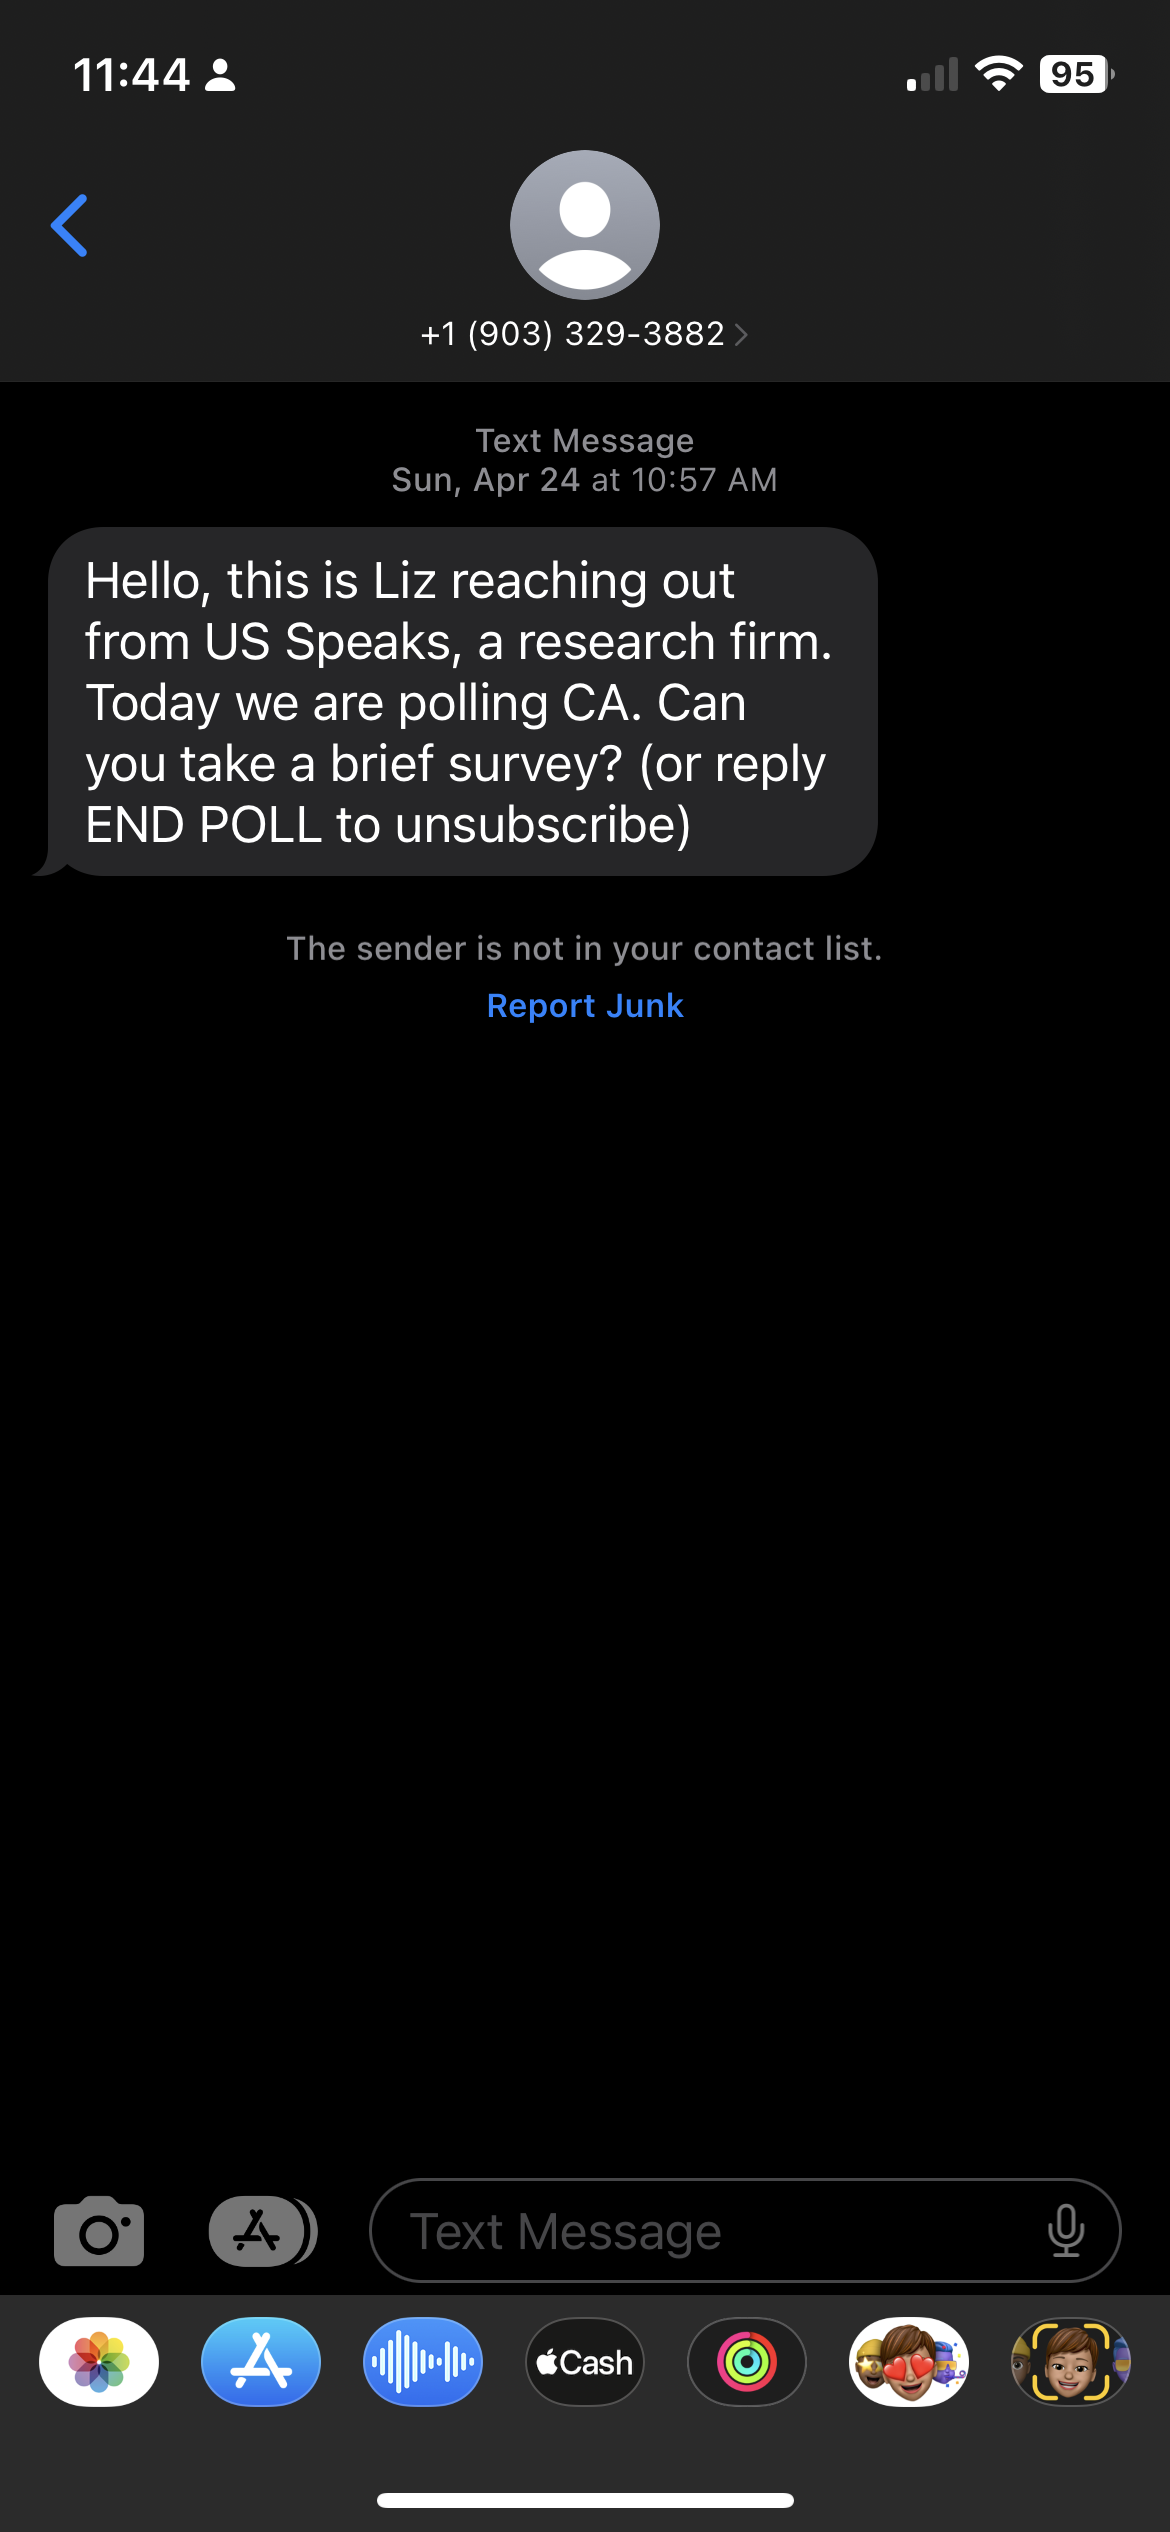 11:44
95
+1 (903) 329-3882
Text Message
Sun, Apr 24 at 10:57 AM
Hello, this is Liz reaching out
from US Speaks, a research firm.
Today we are polling CA. Can
you take a brief survey? (or reply
END POLL to unsubscribe)
The sender is not in your contact list.
Report Junk
Text Message
Cash